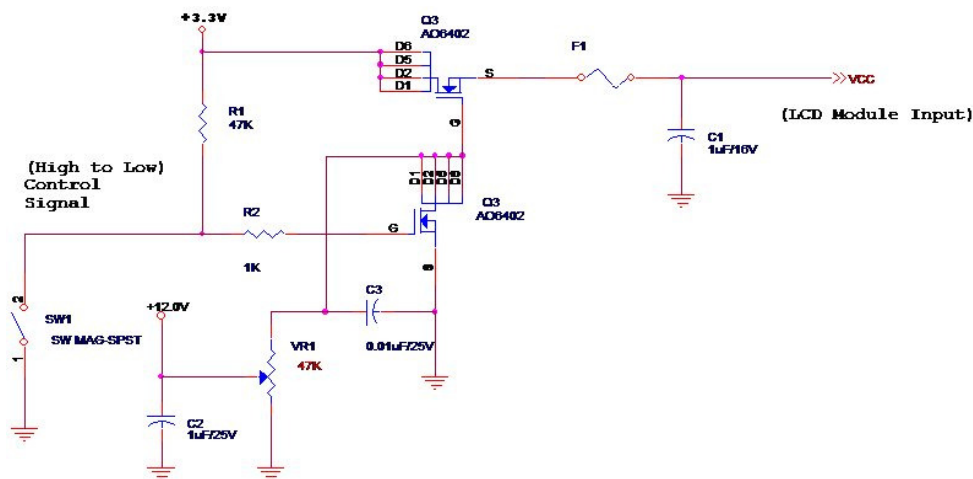 +3.3V
Q3
AO6402
D6
D5
D2
D1
S
G
F1
VCC
(LCD Module Input)
C1
1uF/16V
R1
47K
(High to Low)
Control
Signal
R2
1K
G
D1
D2
Q3
AO6402
S
2
SW1
SW MAG-SPST
1
+12.0V
VR1
47K
C3
0.01uF/25V
C2
1uF/25V